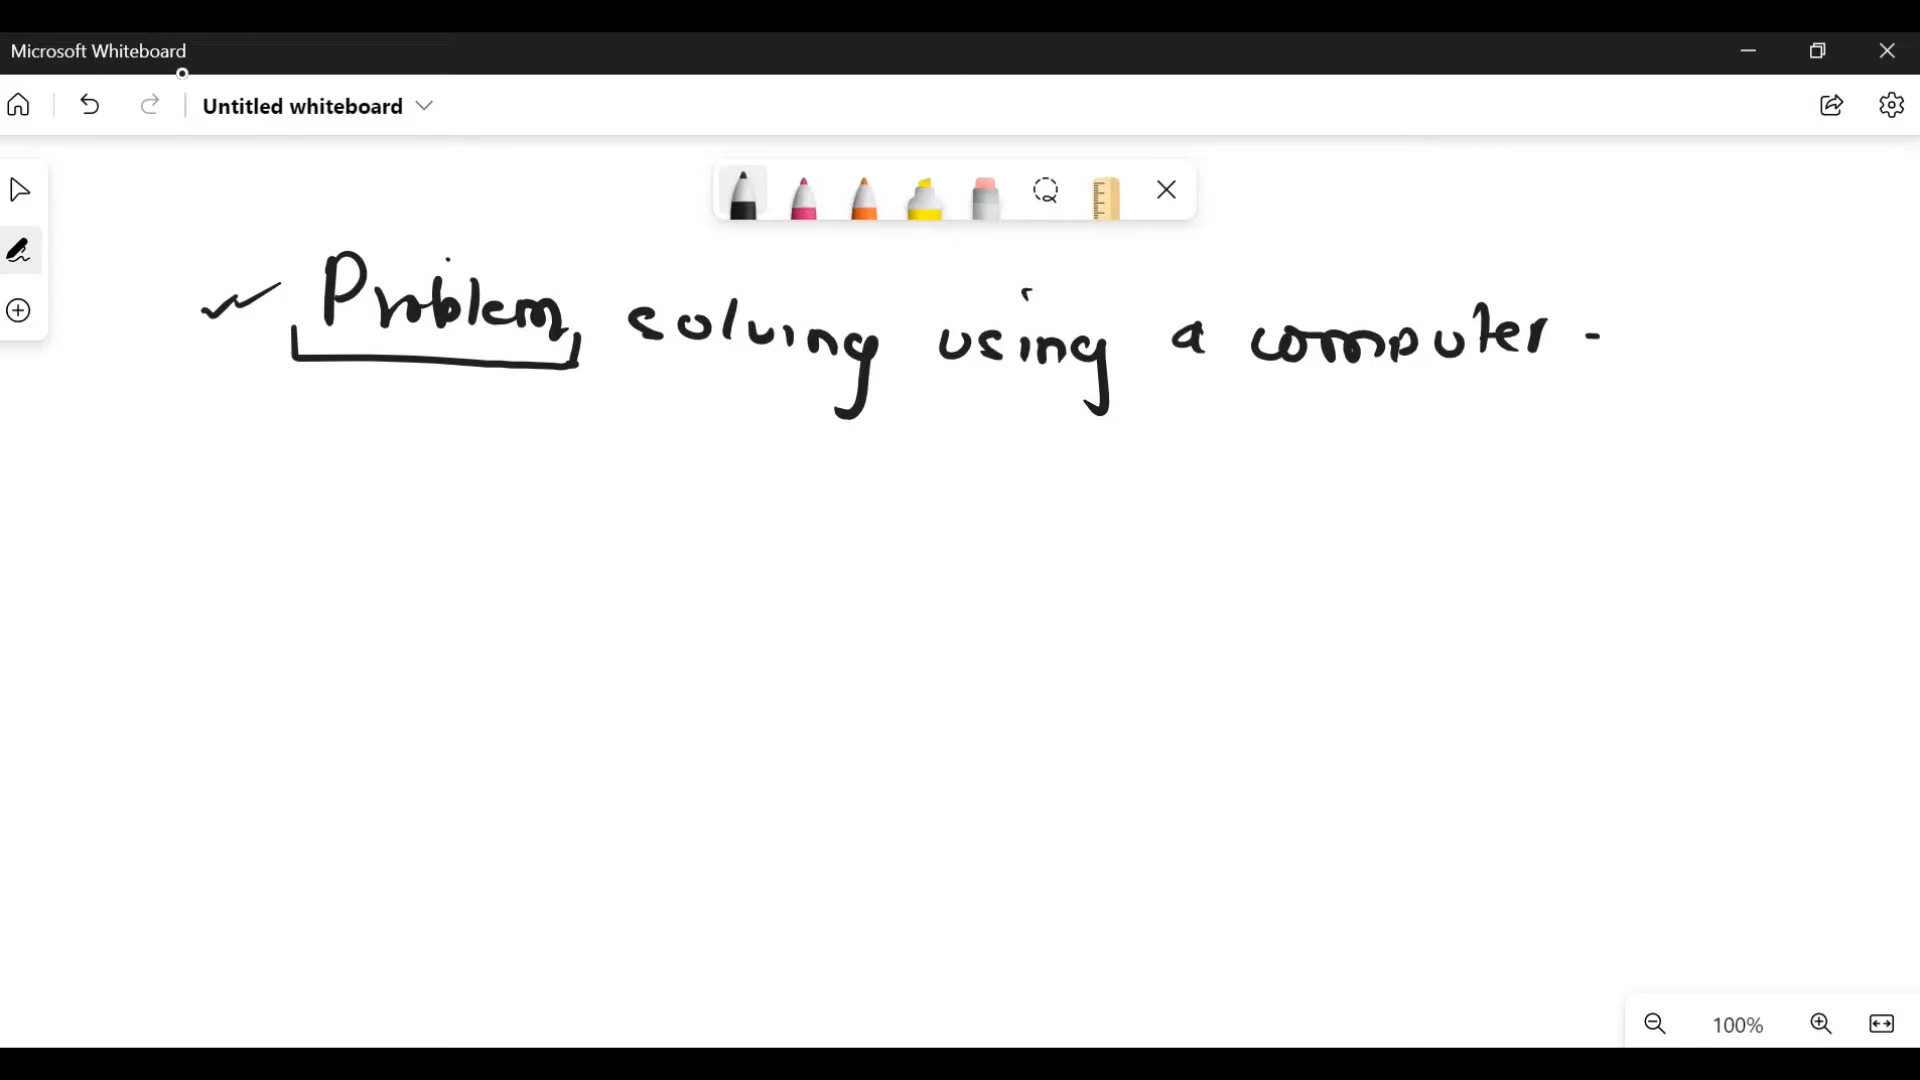 Microsoft Whiteboard
Untitled whiteboard
Problem solving using a computer -
100%